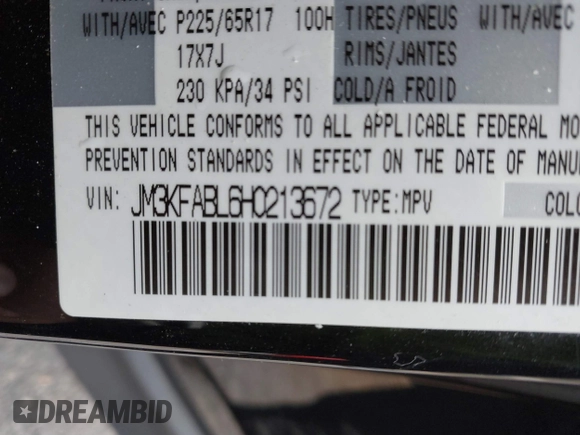 WITH/AVEC P225/65R17 100H TIRES/PNEUS WITH/AVEC
17X7J RIMS/JANTES
230 KPA/34 PSI COLD/A FROID
THIS VEHICLE CONFORMS TO ALL APPLICABLE FEDERAL MO
PREVENTION STANDARDS IN EFFECT ON THE DATE OF MANU
VIN: JM3KFABL6H0213672 TYPE:MPV COLO
DREAMBID